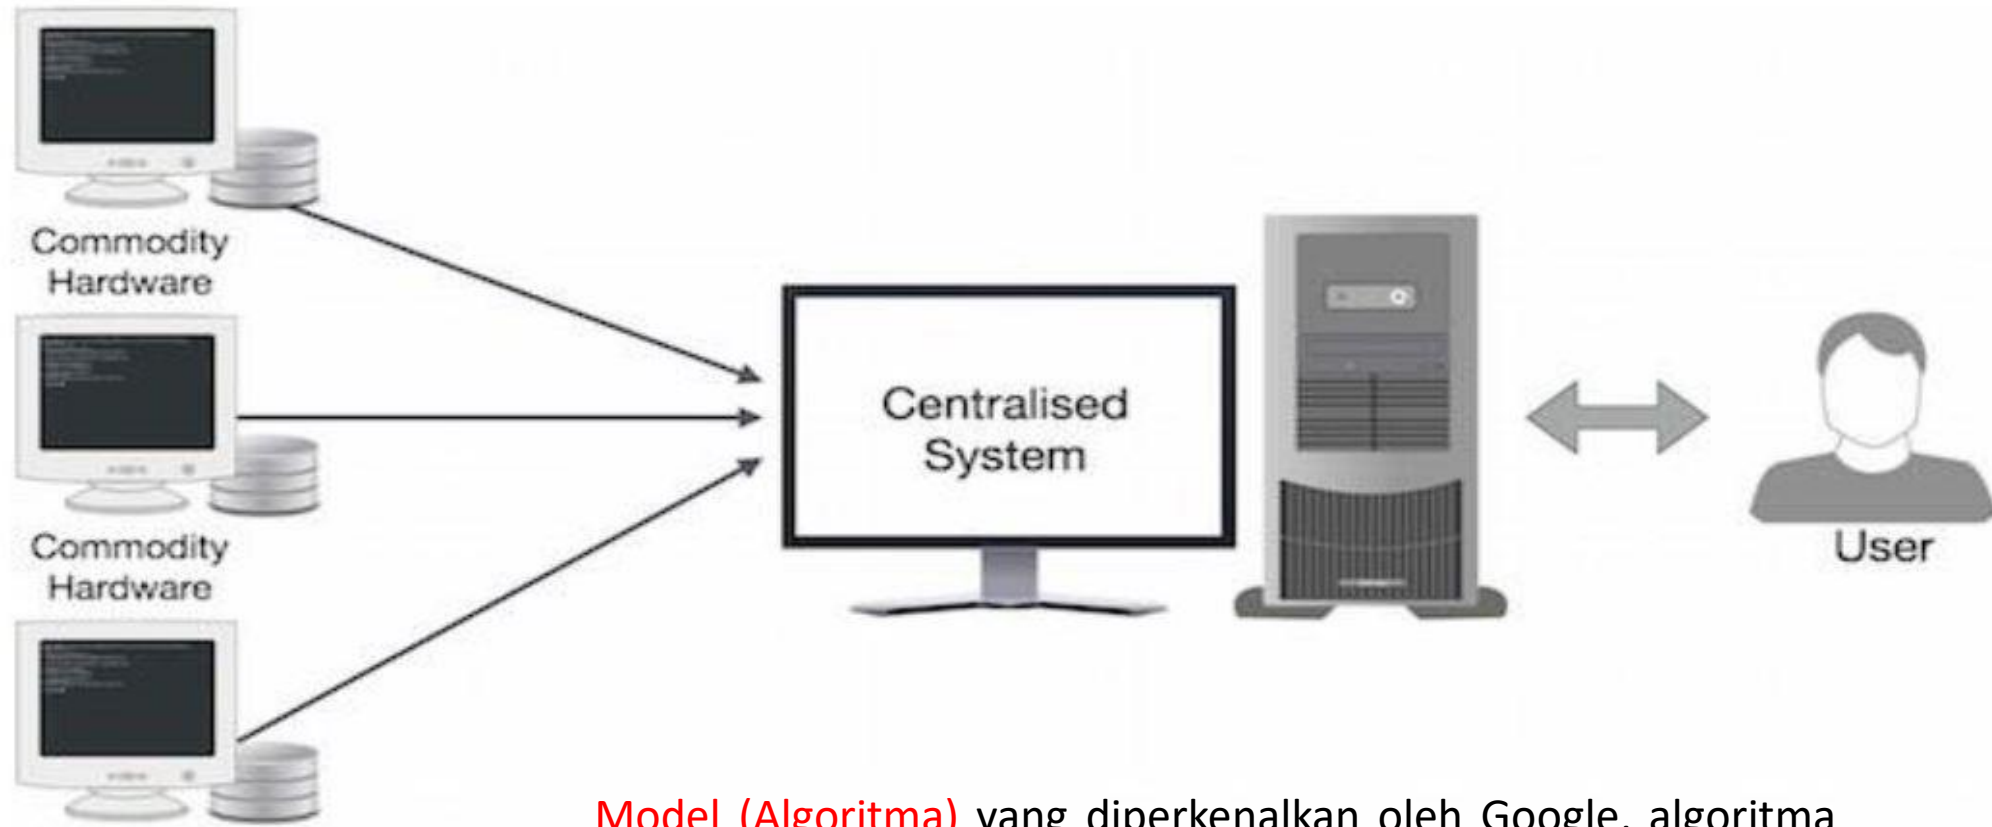 Commodity
Hardware
Commodity
Hardware
Centralised
System
User
Model (Algoritma) yang diperkenalkan oleh Google, algoritma